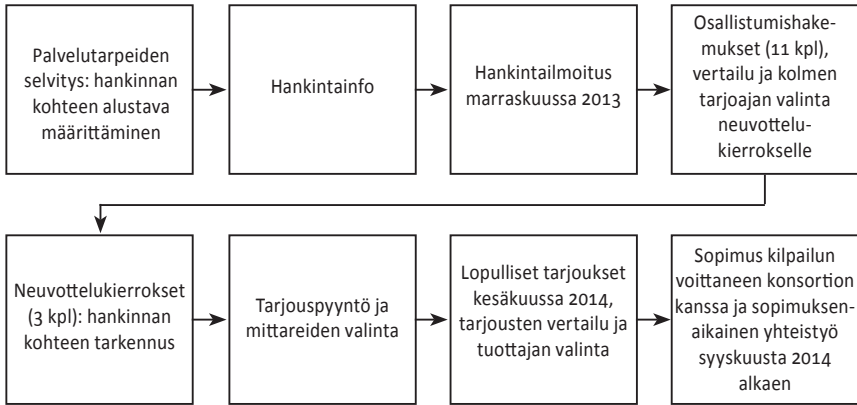 Palvelutarpeiden
selvitys: hankinnan
kohteen alustava
määrittäminen
Hankintainfo
Hankintailmoitus
marraskuussa 2013
Osallistumishake-
mukset (11 kpl),
vertailu ja kolmen
tarjoajan valinta
neuvottelu-
kierrokselle
Neuvottelukierrokset
(3 kpl): hankinnan
kohteen tarkennus
Tarjouspyyntö ja
mittareiden valinta
Lopulliset tarjoukset
kesäkuussa 2014,
tarjousten vertailu ja
tuottajan valinta
Sopimus kilpailun
voittaneen konsortion
kanssa ja sopimuksen-
aikainen yhteistyö
syyskuusta 2014
alkaen